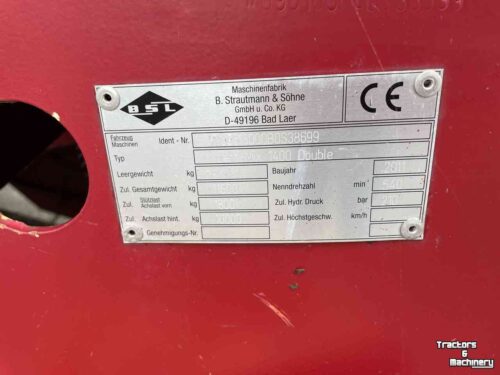 BSL
Maschinenfabrik
B. Strautmann & Söhne
GmbH u. Co. KG
D-49196 Bad Laer
CE
Fahrzeug
Maschinen
Ident - Nr.
Typ
1400 Double
Leergewicht kg
Baujahr 2011
Zul. Gesamtgewicht kg
Nenndrehzahl min 540
Zul. Stützlast
Achslast vorn kg
Zul. Hydr. Druck bar
Zul. Achslast hint. kg
Zul. Höchstgeschw. km/h
Genehmigungs-Nr.
Tractors
& Machinery